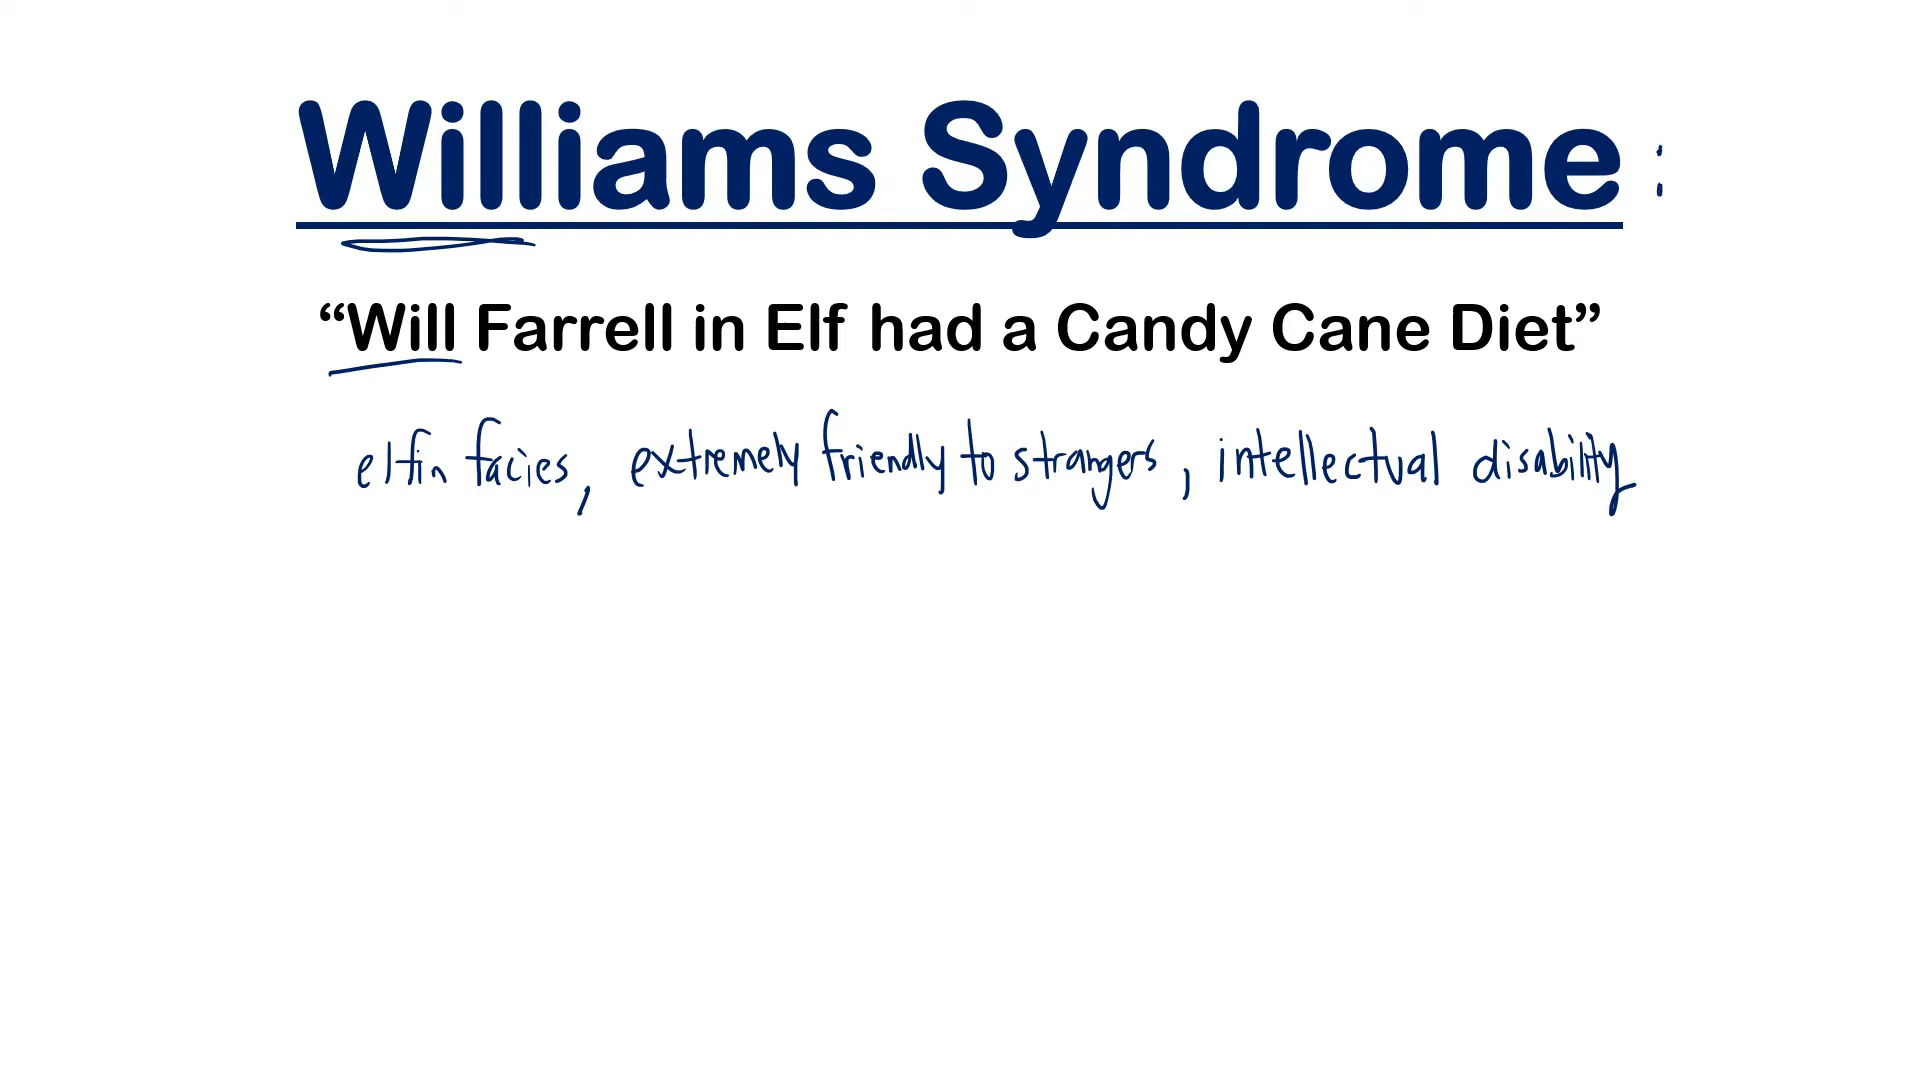 Williams Syndrome :
“Will Farrell in Elf had a Candy Cane Diet”
elfin facies, extremely friendly to strangers, intellectual disability